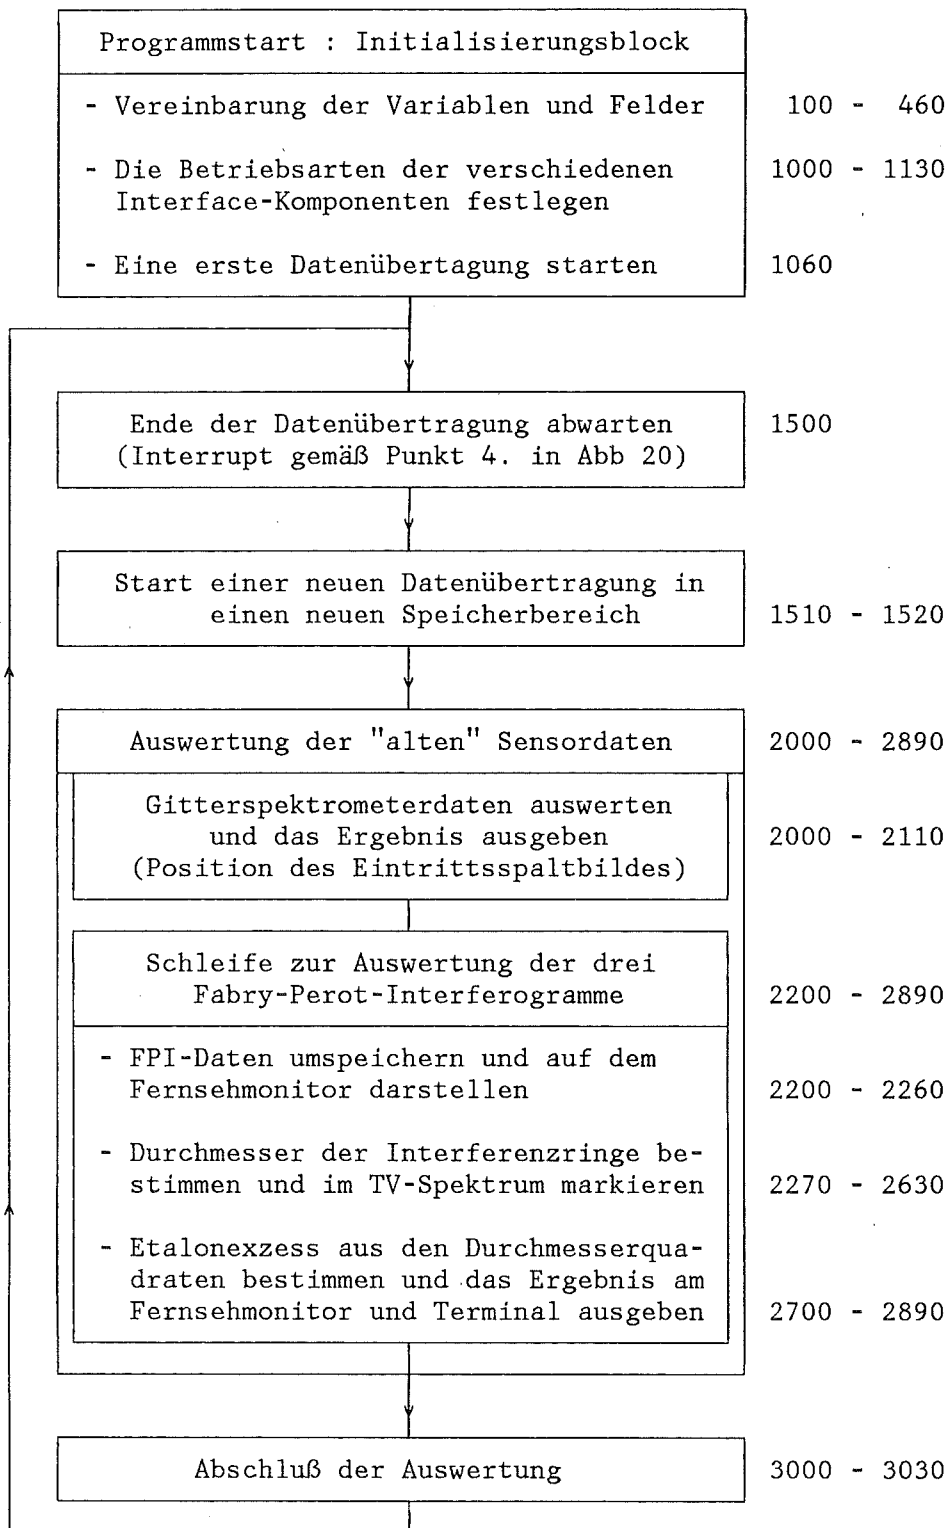 Programmstart : Initialisierungsblock
- Vereinbarung der Variablen und Felder 100 - 460
- Die Betriebsarten der verschiedenen 1000 - 1130
Interface-Komponenten festlegen
- Eine erste Datenübertagung starten 1060
Ende der Datenübertragung abwarten 1500
(Interrupt gemäß Punkt 4. in Abb 20)
Start einer neuen Datenübertragung in
einen neuen Speicherbereich 1510 - 1520
Auswertung der "alten" Sensordaten 2000 - 2890
Gitterspektrometerdaten auswerten
und das Ergebnis ausgeben 2000 - 2110
(Position des Eintrittsspaltbildes)
Schleife zur Auswertung der drei
Fabry-Perot-Interferogramme 2200 - 2890
- FPI-Daten umspeichern und auf dem
Fernsehmonitor darstellen 2200 - 2260
- Durchmesser der Interferenzringe be-
stimmen und im TV-Spektrum markieren 2270 - 2630
- Etalonexzess aus den Durchmesserqua-
draten bestimmen und das Ergebnis am
Fernsehmonitor und Terminal ausgeben 2700 - 2890
Abschluß der Auswertung 3000 - 3030